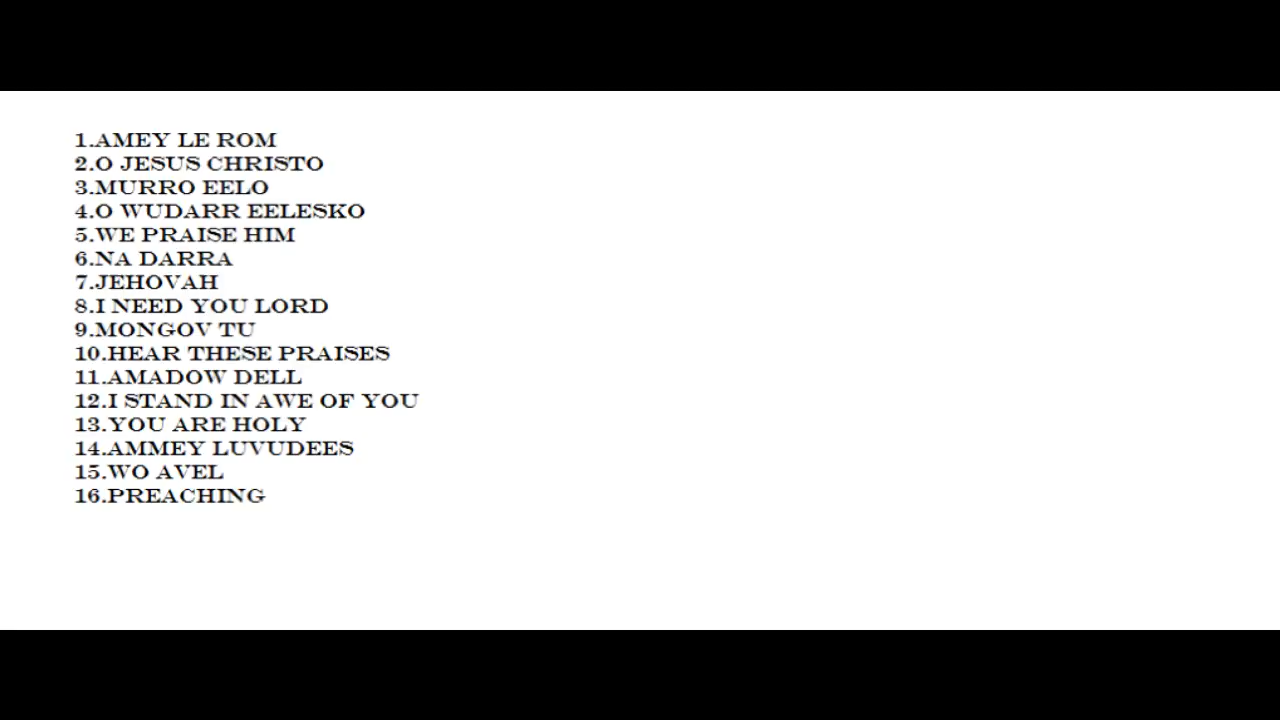 1.AMEY LE ROM
2.O JESUS CHRISTO
3.MURRO EELO
4.O WUDARR EELESKO
5.WE PRAISE HIM
6.NA DARRA
7.JEHOVAH
8.I NEED YOU LORD
9.MONGOV TU
10.HEAR THESE PRAISES
11.AMADOW DELL
12.I STAND IN AWE OF YOU
13.YOU ARE HOLY
14.AMMEY LUVUDEES
15.WO AVEL
16.PREACHING